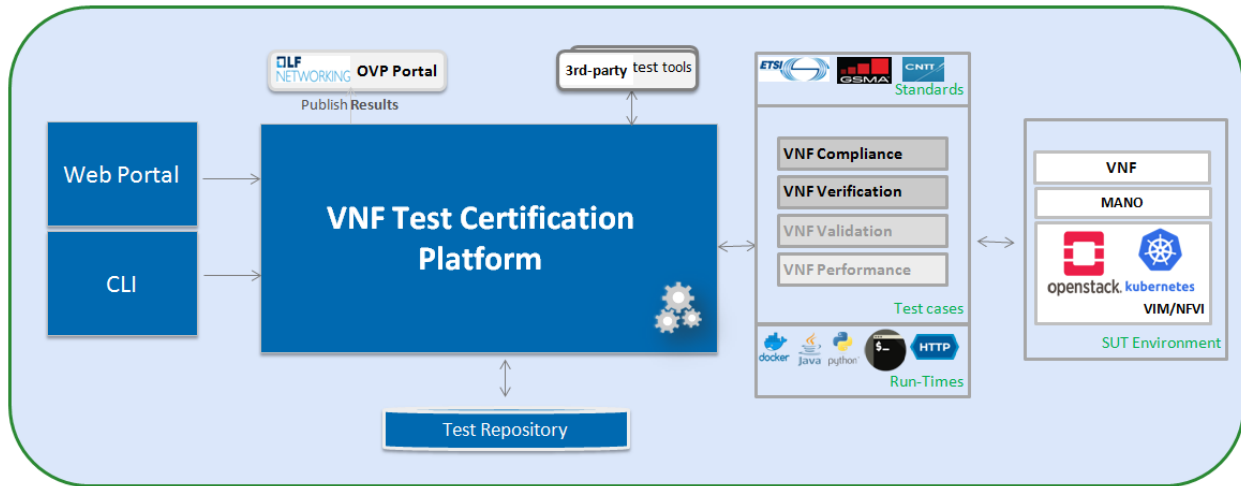 LF
NETWORKING
OVP Portal
Publish Results
3rd-party test tools
ETSI
GSMA
CNTT
Standards
Web Portal
CLI
VNF Test Certification
Platform
VNF Compliance
VNF Verification
VNF Validation
VNF Performance
Test cases
docker
Java
python
$_
HTTP
Run-Times
VNF
MANO
openstack.
kubernetes
VIM/NFVI
SUT Environment
Test Repository